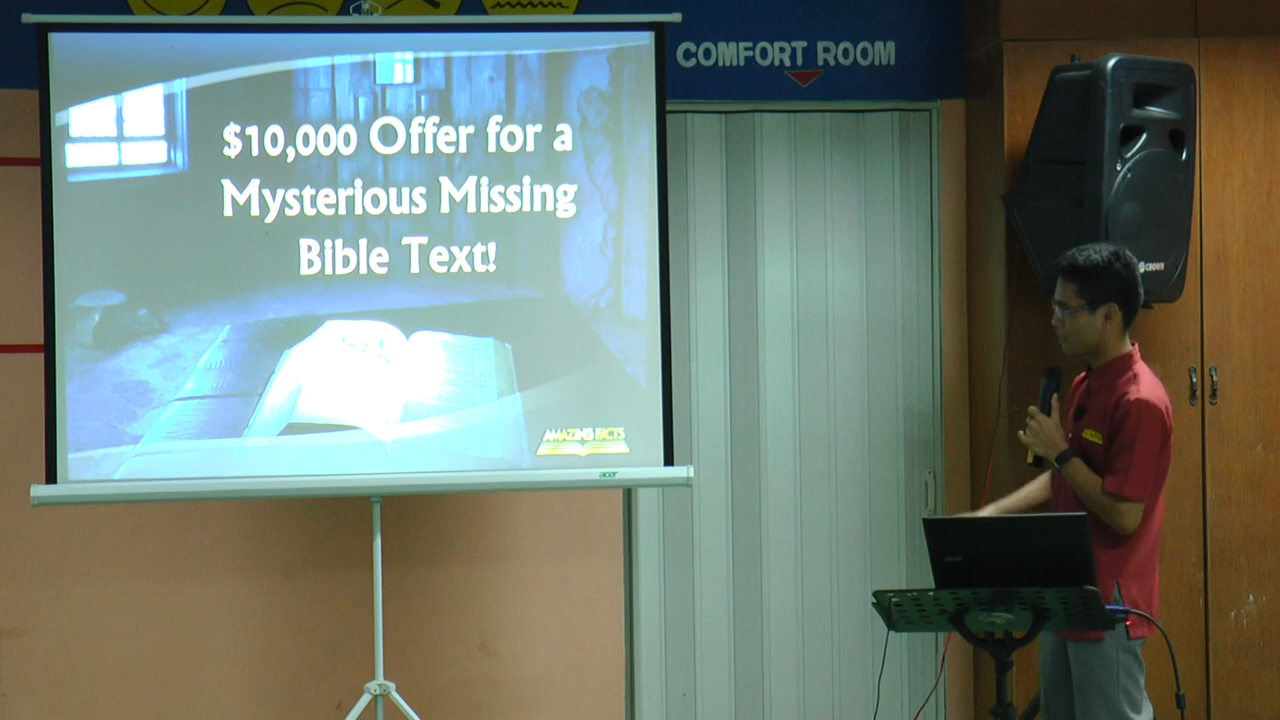 COMFORT ROOM
$10,000 Offer for a
Mysterious Missing
Bible Text!
AMAZING FACTS
acer
CROWN